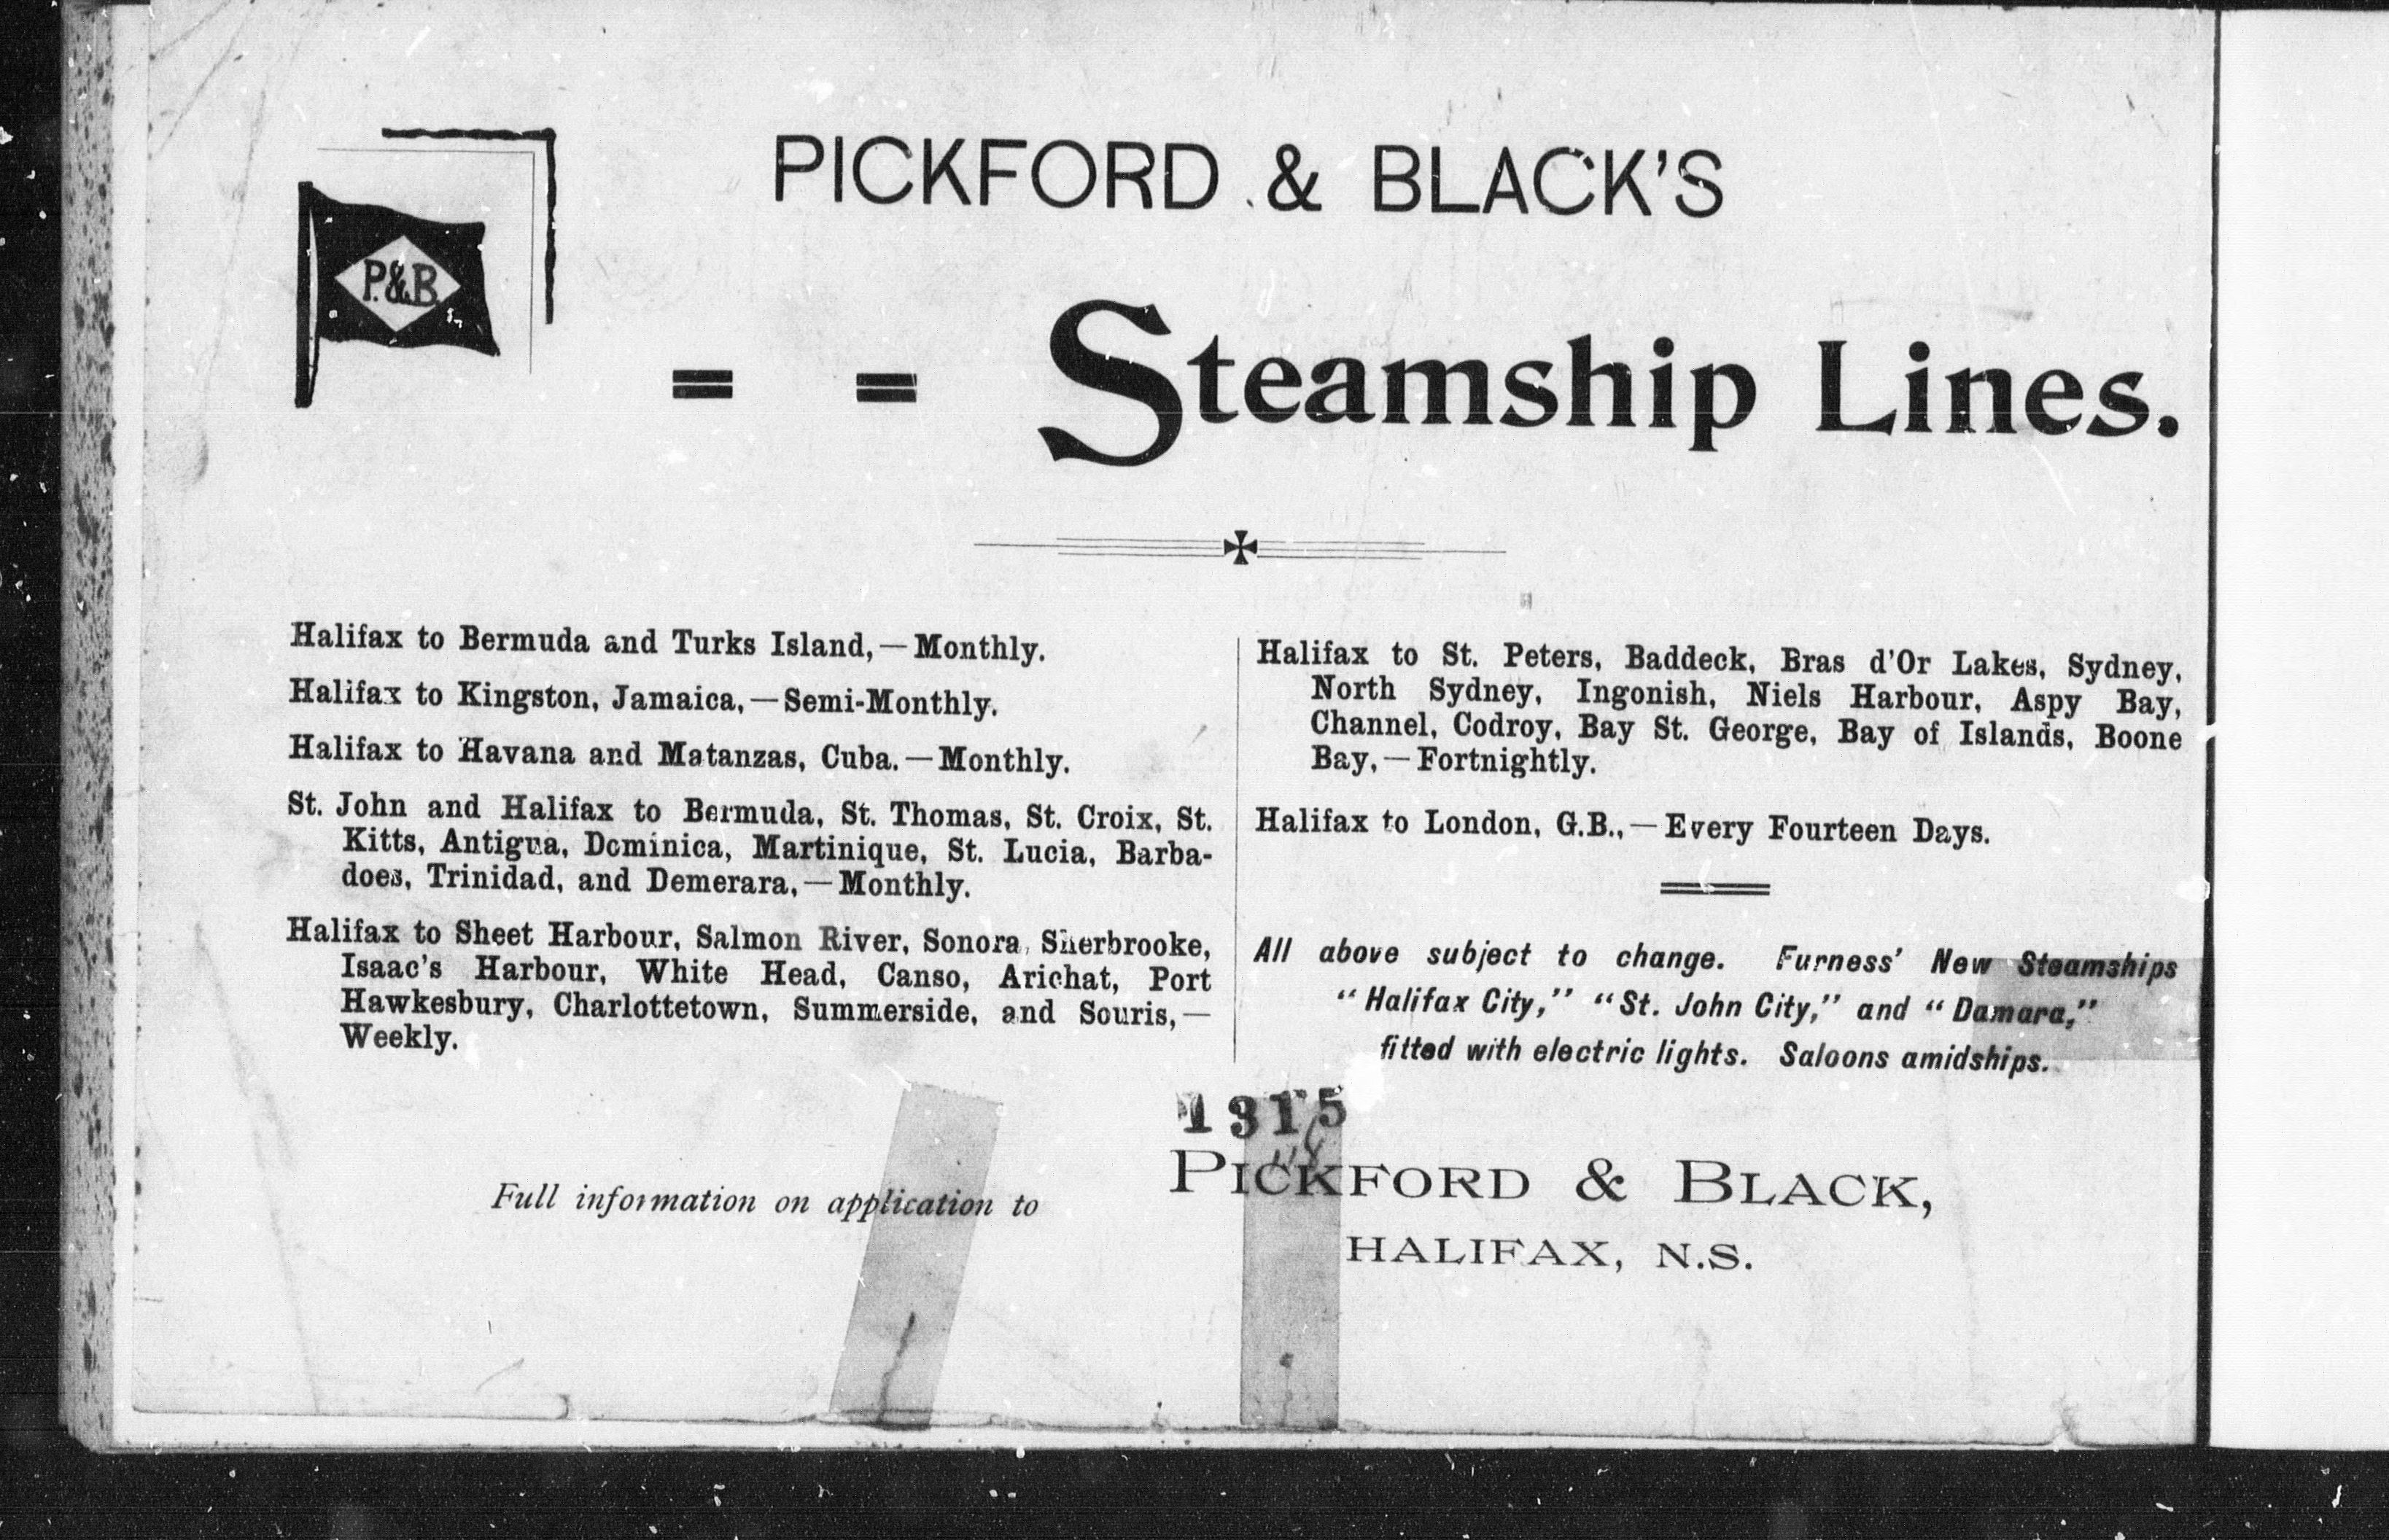 PICKFORD & BLACK'S
P.&B.
= = Steamship Lines.
Halifax to Bermuda and Turks Island,—Monthly.
Halifax to Kingston, Jamaica,—Semi-Monthly.
Halifax to Havana and Matanzas, Cuba.—Monthly.
St. John and Halifax to Bermuda, St. Thomas, St. Croix, St.
Kitts, Antigua, Dominica, Martinique, St. Lucia, Barba-
does, Trinidad, and Demerara,—Monthly.
Halifax to Sheet Harbour, Salmon River, Sonora, Sherbrooke,
Isaac's Harbour, White Head, Canso, Arichat, Port
Hawkesbury, Charlottetown, Summerside, and Souris,—
Weekly.
Halifax to St. Peters, Baddeck, Bras d'Or Lakes, Sydney,
North Sydney, Ingonish, Niels Harbour, Aspy Bay,
Channel, Codroy, Bay St. George, Bay of Islands, Boone
Bay,—Fortnightly.
Halifax to London, G.B.,—Every Fourteen Days.
All above subject to change. Furness' New Steamships
"Halifax City," "St. John City," and "Damara,"
fitted with electric lights. Saloons amidships.
1315
Full information on application to
PICKFORD & BLACK,
HALIFAX, N.S.